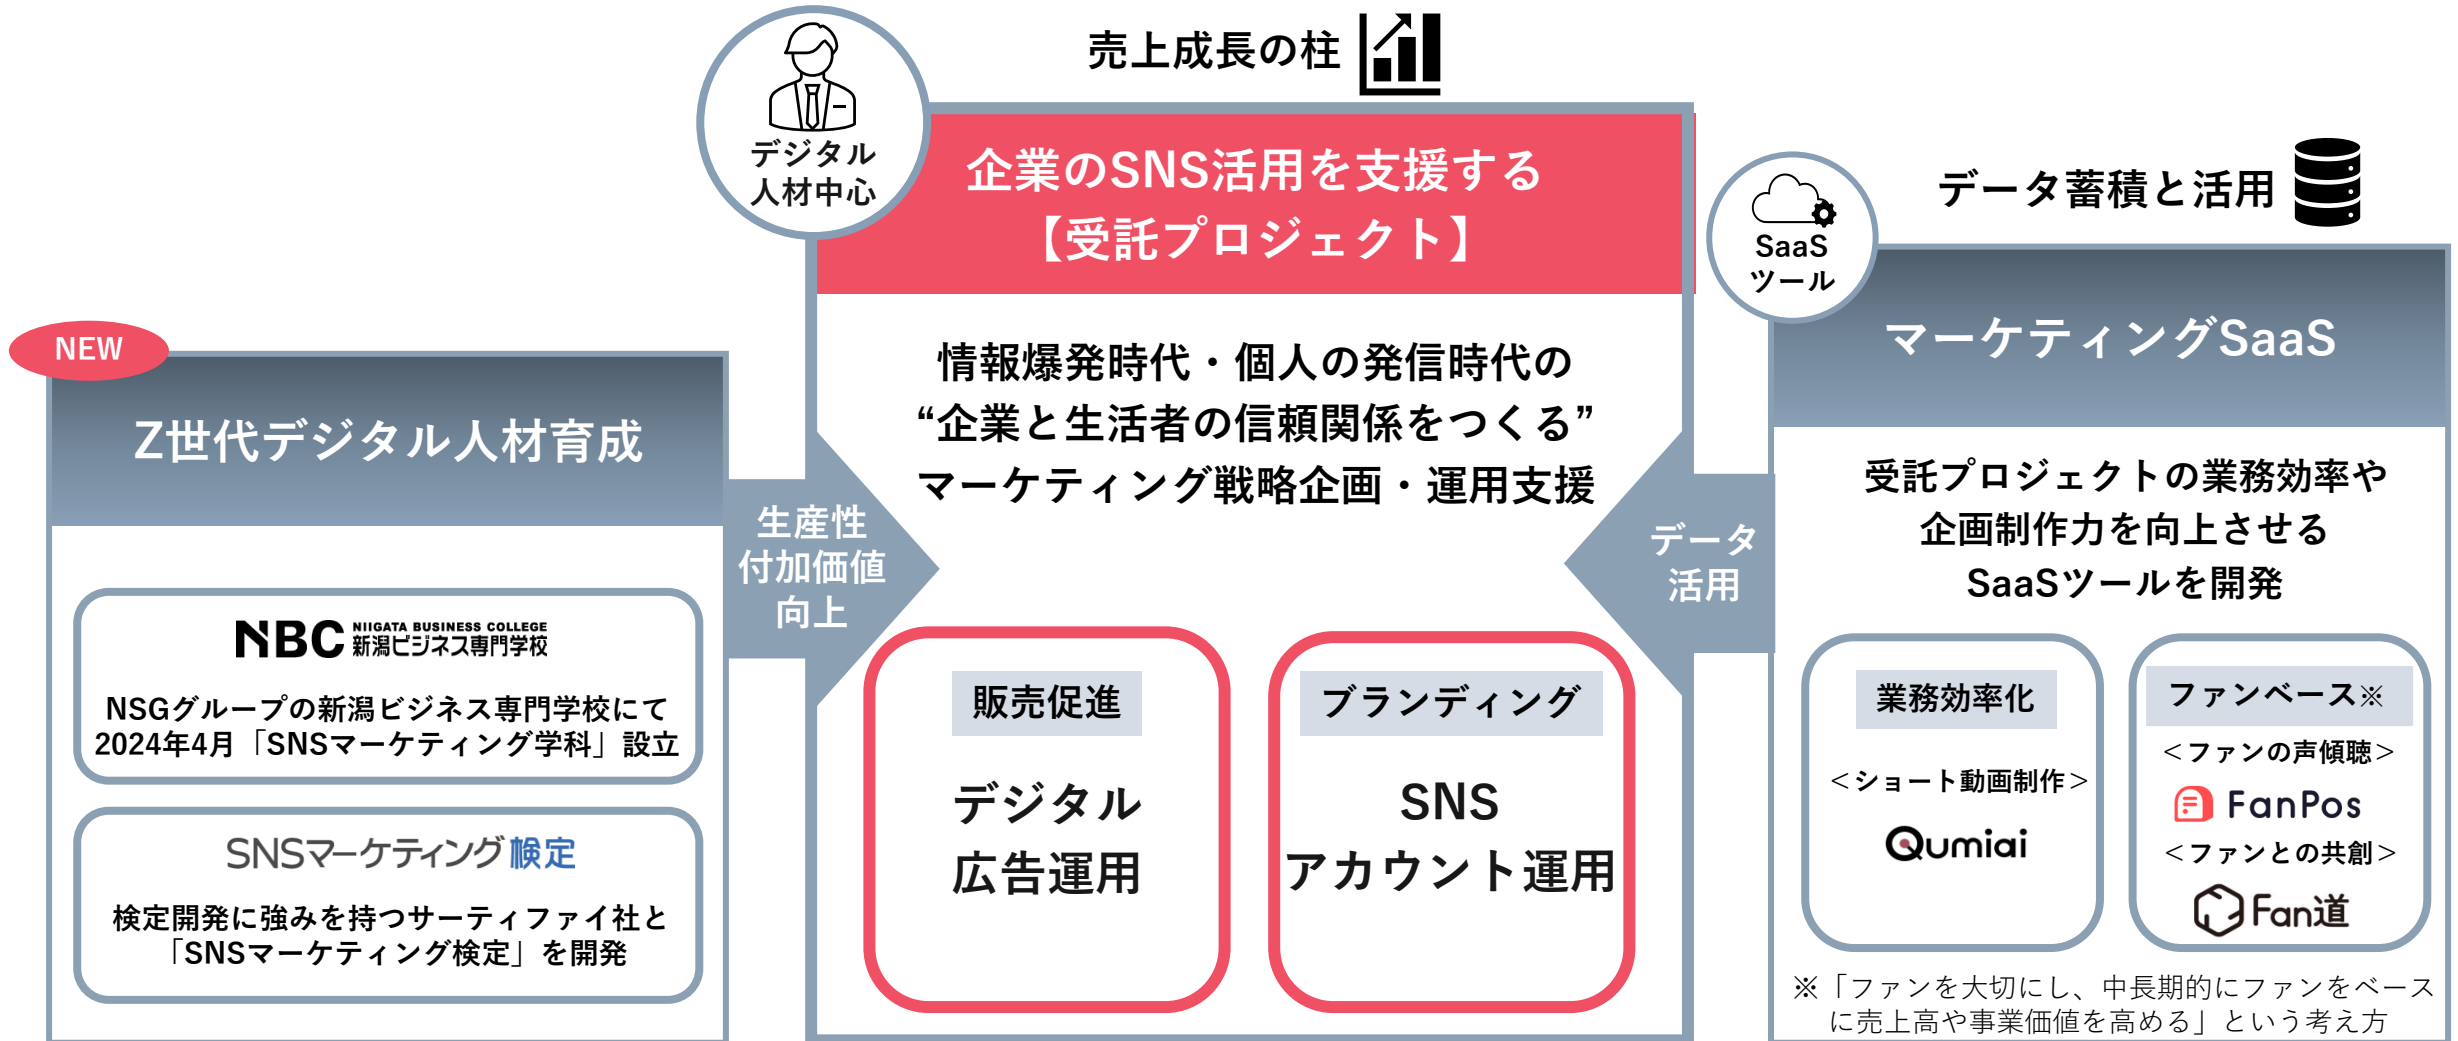 売上成長の柱
デジタル
人材中心
企業のSNS活用を支援する
【受託プロジェクト】
情報爆発時代・個人の発信時代の
“企業と生活者の信頼関係をつくる”
マーケティング戦略企画・運用支援
販売促進
デジタル
広告運用
ブランディング
SNS
アカウント運用
NEW
Z世代デジタル人材育成
NBC NIIGATA BUSINESS COLLEGE
新潟ビジネス専門学校
NSGグループの新潟ビジネス専門学校にて
2024年4月「SNSマーケティング学科」設立
SNSマーケティング検定
検定開発に強みを持つサーティファイ社と
「SNSマーケティング検定」を開発
生産性
付加価値
向上
データ
活用
データ蓄積と活用
SaaS
ツール
マーケティングSaaS
受託プロジェクトの業務効率や
企画制作力を向上させる
SaaSツールを開発
業務効率化
＜ショート動画制作＞
Qumiai
ファンベース※
＜ファンの声傾聴＞
FanPos
＜ファンとの共創＞
Fan道
※「ファンを大切にし、中長期的にファンをベース
に売上高や事業価値を高める」という考え方